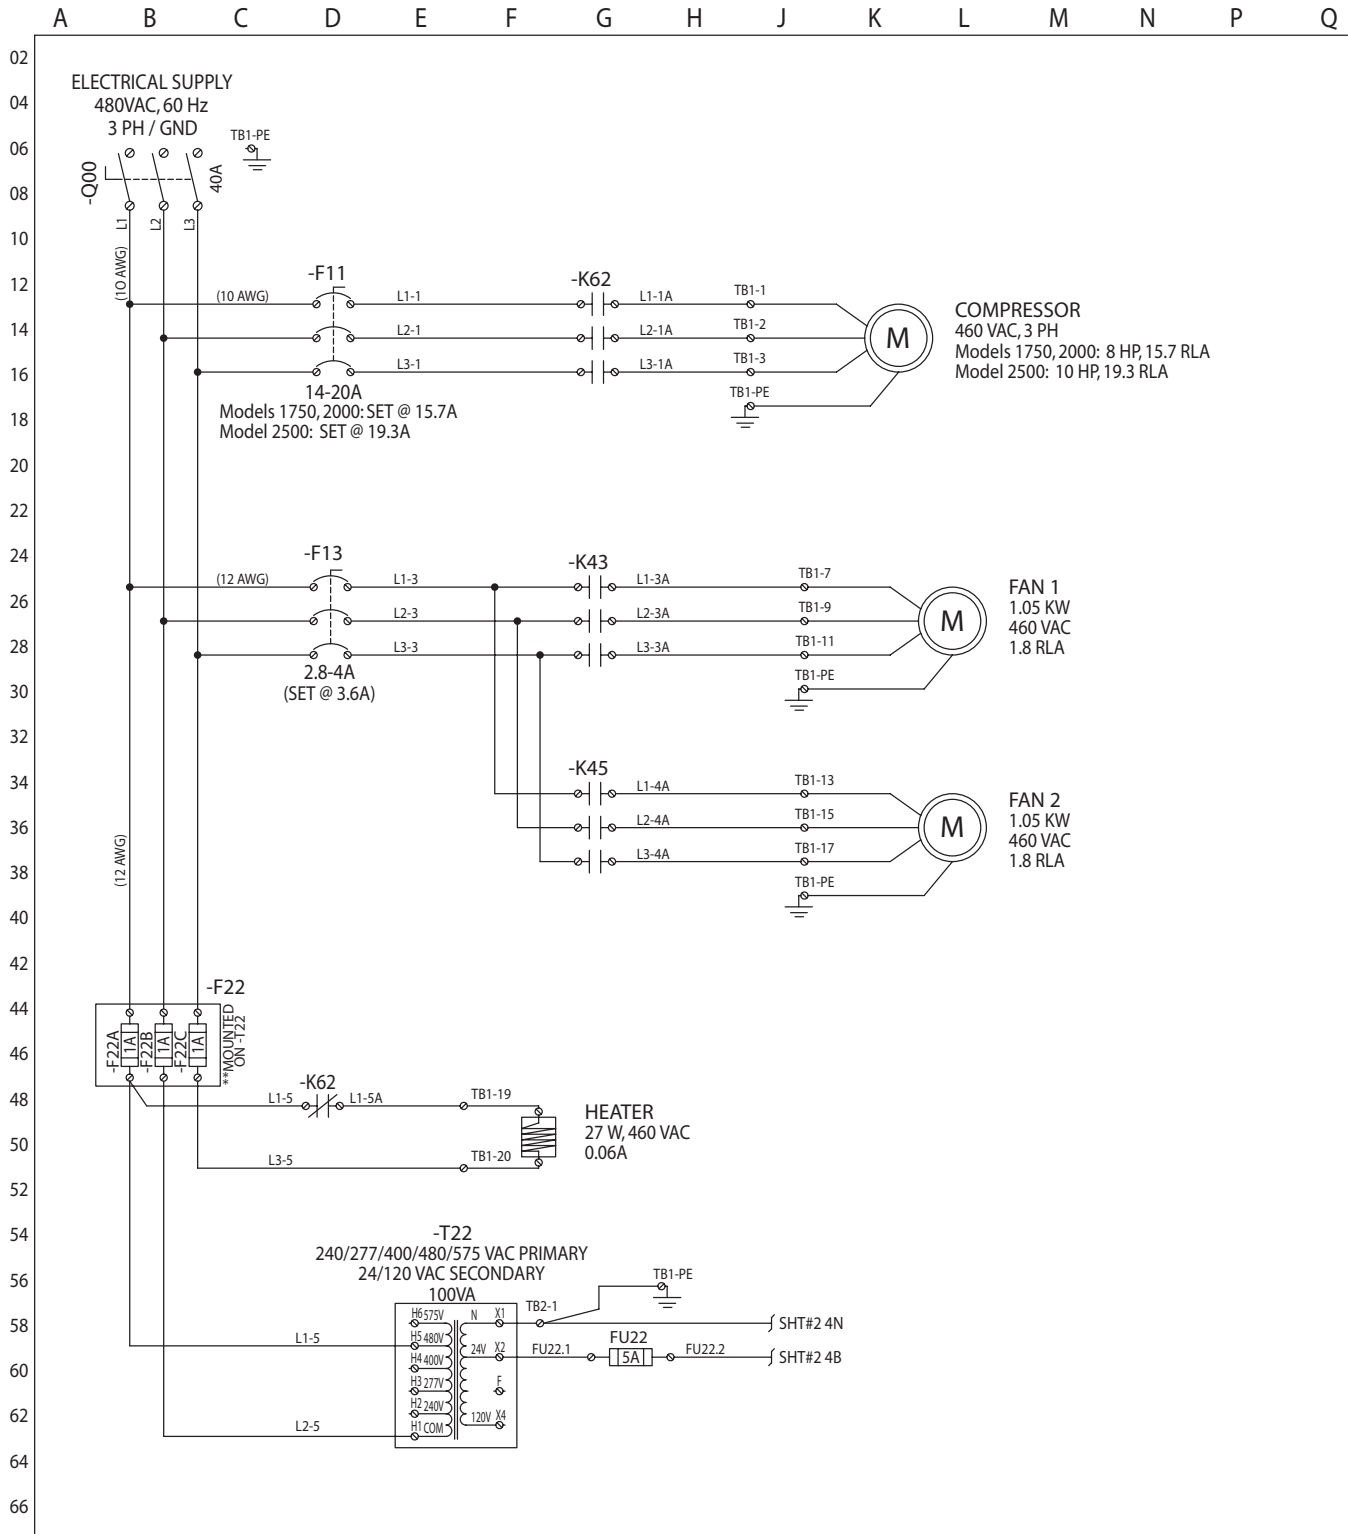 A B C D E F G H J K L M N P Q
02
ELECTRICAL SUPPLY
04
480VAC, 60 Hz
3 PH / GND
TB1-PE
06
-Q00
40A
08
L1 L2 L3
10
(10 AWG)
-F11
12
-K62
(10 AWG)
L1-1
L1-1A
TB1-1
COMPRESSOR
14
L2-1
L2-1A
TB1-2
M
460 VAC, 3 PH
Models 1750, 2000: 8 HP, 15.7 RLA
L3-1
L3-1A
TB1-3
16
Model 2500: 10 HP, 19.3 RLA
14-20A
TB1-PE
Models 1750, 2000: SET @ 15.7A
18
Model 2500: SET @ 19.3A
20
22
24
-F13
-K43
(12 AWG)
L1-3
L1-3A
TB1-7
FAN 1
26
L2-3
L2-3A
TB1-9
M
1.05 KW
460 VAC
28
L3-3
L3-3A
TB1-11
1.8 RLA
2.8-4A
TB1-PE
30
(SET @ 3.6A)
32
-K45
34
L1-4A
TB1-13
FAN 2
36
L2-4A
TB1-15
M
1.05 KW
460 VAC
(12 AWG)
L3-4A
TB1-17
1.8 RLA
38
TB1-PE
40
42
-F22
44
-F22A
1A
-F22B
1A
-F22C
1A
**MOUNTED
ON -T22
46
-K62
48
L1-5
L1-5A
TB1-19
HEATER
27 W, 460 VAC
50
L3-5
TB1-20
0.06A
52
54
-T22
240/277/400/480/575 VAC PRIMARY
56
24/120 VAC SECONDARY
TB1-PE
100VA
H6 575V
N X1
TB2-1
58
SHT#2 4N
L1-5
H5 480V
24V X2
FU22.1
FU22
5A
FU22.2
SHT#2 4B
H4 400V
60
H3 277V
F
H2 240V
62
120V X4
L2-5
H1 COM
64
66